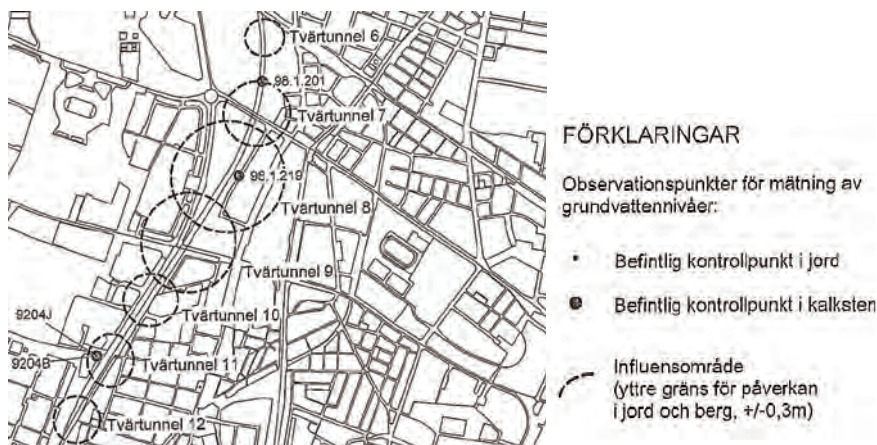 Tvärtunnel 6
96.1.201
Tvärtunnel 7
96.1.219
Tvärtunnel 8
Tvärtunnel 9
Tvärtunnel 10
9204J
9204B
Tvärtunnel 11
Tvärtunnel 12
FÖRKLARINGAR
Observationspunkter för mätning av
grundvattennivåer:
Befintlig kontrollpunkt i jord
Befintlig kontrollpunkt i kalksten
Influensområde
(yttre gräns för påverkan
i jord och berg, +/-0,3m)